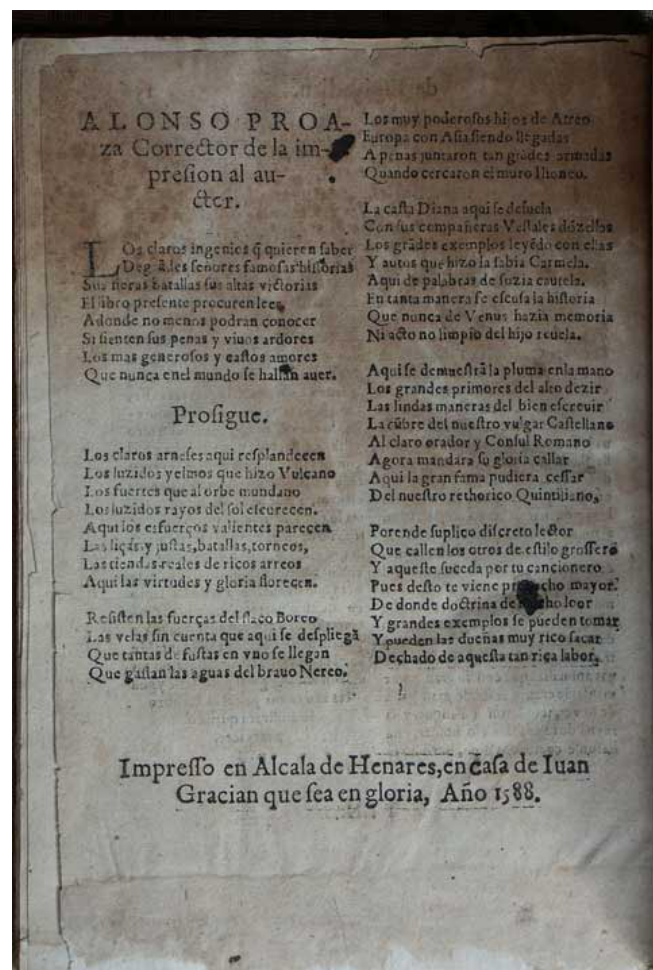 ALONSO PROA-
za Corrector de la im-
presion al au-
ctcr.
LOs claros ingenios q̃ quieren saber
De grãdes señores famosas historias
Sus fieras batallas sus altas victorias
El libro presente procuren leer
Adonde no menos podran conocer
Si sienten sus penas y viuos ardores
Los mas generosos y castos amores
Que nunca enel mundo se hallan auer.
Prosigue.
Los claros arneses aqui resplandecen
Los luzidos yelmos que hizo Vulcano
Los fuertes que al orbe mundano
Los luzidos rayos del sol escurecen.
Aqui los esfuerços valientes parecen
Las liças, y justas, batallas, torneos,
Las tiendas reales de ricos arreos
Aqui las virtudes y gloria florecen.
Resisten las fuerças del flaco Boreo
Las velas sin cuenta que aqui se despliegã
Que tantas de fustas en vno se llegan
Que gastan las aguas del brauo Nereo.
Los muy poderosos hijos de Atreo
Europa con Asia siendo llegadas
Apenas juntaron tan grãdes armadas
Quando cercaron el muro Ilioneo.
La casta Diana aqui se desuela
Con sus compañeras Vestales dõzellas
Los grãdes exemplos leyẽdo con ellas
Y autos que hizo la sabia Carmela.
Aqui de palabras de suzia cautela.
En tanta manera se escusa la historia
Que nunca de Venus hazia memoria
Ni acto no limpio del hijo reuela.
Aqui se demuestra la pluma enla mano
Los grandes primores del alto dezir
Las lindas maneras del bien escreuir
La cũbre del nuestro vulgar Castellano
Al claro orador y Consul Romano
Agora mandara su gloria callar
Aqui la gran fama pudiera cessar
Del nuestro rethorico Quintiliano.
Porende suplico discreto lector
Que callen los otros de estilo grossero
Y aqueste suceda por tu cancionero
Pues desto te viene mayor.
De donde doctrina de loor
Y grandes exemplos se pueden tomar
Y pueden las dueñas muy rico sacar
Dechado de aquesta tan rica labor.
Impresso en Alcala de Henares, en casa de Iuan
Gracian que sea en gloria, Año 1588.